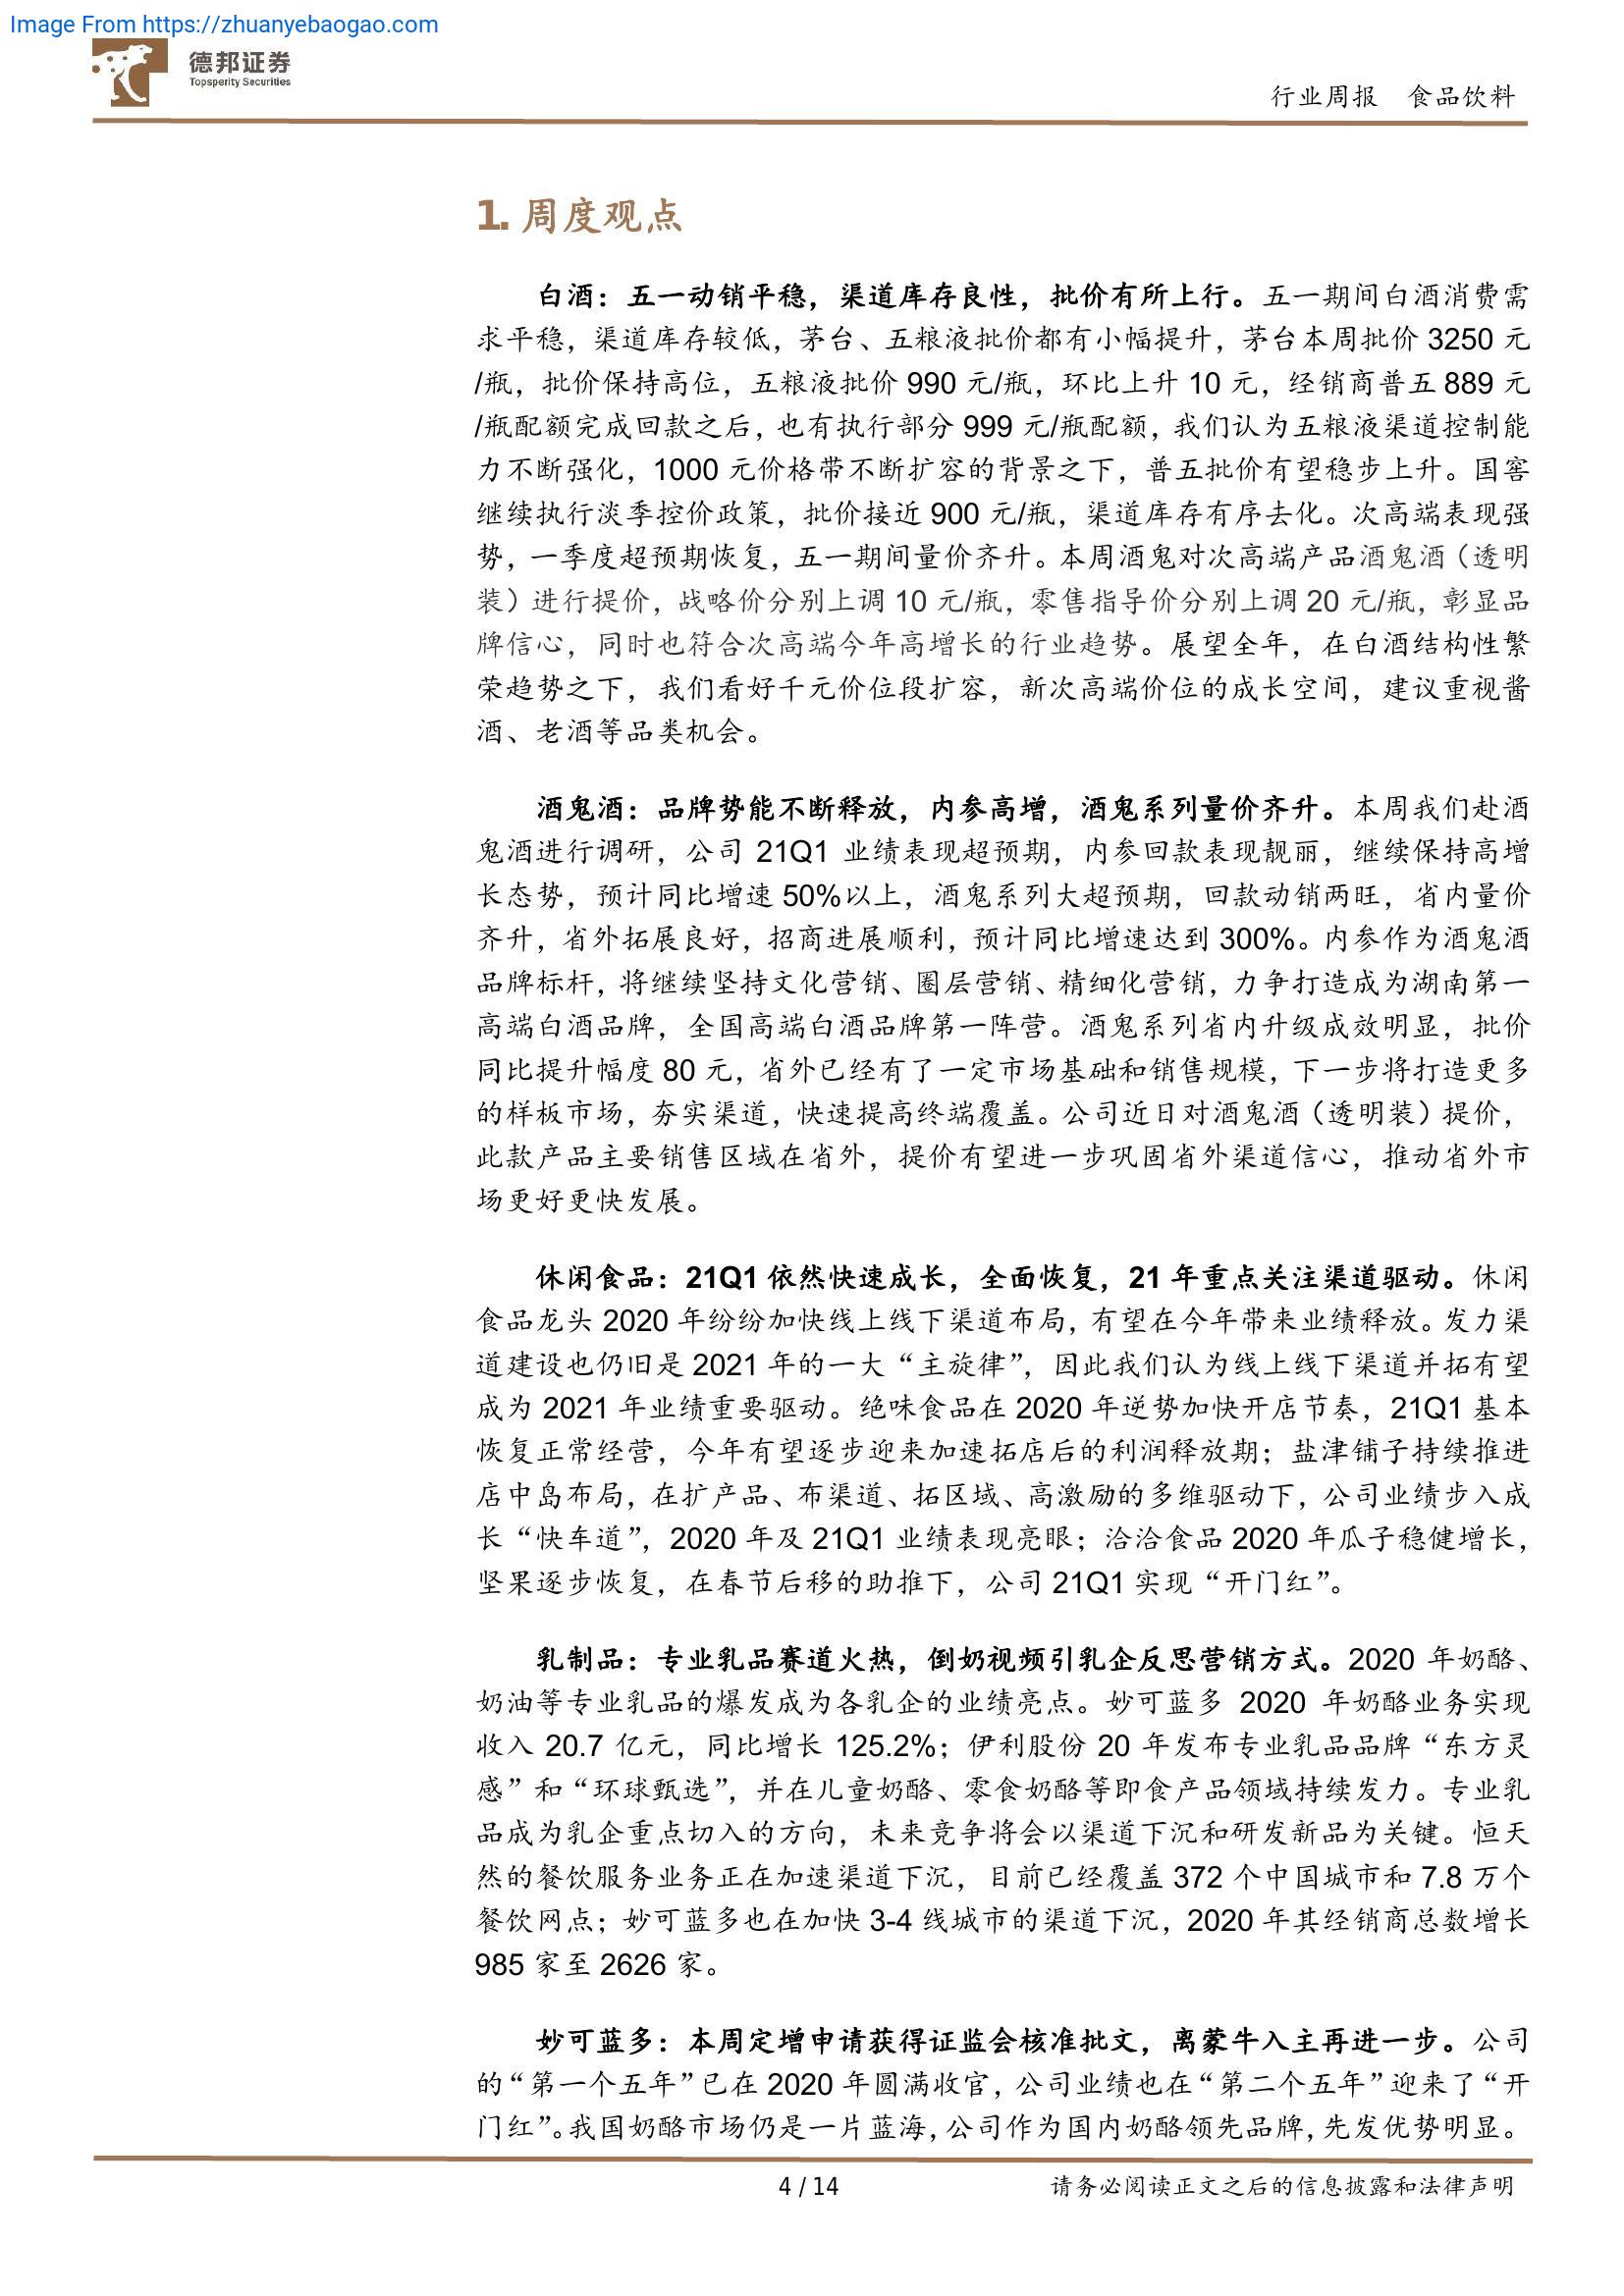 Image From https://zhuanyebaogao.com
德邦证券
Topsperity Securities
行业周报 食品饮料
1. 周度观点
白酒：五一动销平稳，渠道库存良性，批价有所上行。五一期间白酒消费需
求平稳，渠道库存较低，茅台、五粮液批价都有小幅提升，茅台本周批价 3250 元
/瓶，批价保持高位，五粮液批价 990 元/瓶，环比上升 10 元，经销商普五 889 元
/瓶配额完成回款之后，也有执行部分 999 元/瓶配额，我们认为五粮液渠道控制能
力不断强化，1000 元价格带不断扩容的背景之下，普五批价有望稳步上升。国窖
继续执行淡季控价政策，批价接近 900 元/瓶，渠道库存有序去化。次高端表现强
势，一季度超预期恢复，五一期间量价齐升。本周酒鬼对次高端产品酒鬼酒（透明
装）进行提价，战略价分别上调 10 元/瓶，零售指导价分别上调 20 元/瓶，彰显品
牌信心，同时也符合次高端今年高增长的行业趋势。展望全年，在白酒结构性繁
荣趋势之下，我们看好千元价位段扩容，新次高端价位的成长空间，建议重视酱
酒、老酒等品类机会。
酒鬼酒：品牌势能不断释放，内参高增，酒鬼系列量价齐升。本周我们赴酒
鬼酒进行调研，公司 21Q1 业绩表现超预期，内参回款表现靓丽，继续保持高增
长态势，预计同比增速 50%以上，酒鬼系列大超预期，回款动销两旺，省内量价
齐升，省外拓展良好，招商进展顺利，预计同比增速达到 300%。内参作为酒鬼酒
品牌标杆，将继续坚持文化营销、圈层营销、精细化营销，力争打造成为湖南第一
高端白酒品牌，全国高端白酒品牌第一阵营。酒鬼系列省内升级成效明显，批价
同比提升幅度 80 元，省外已经有了一定市场基础和销售规模，下一步将打造更多
的样板市场，夯实渠道，快速提高终端覆盖。公司近日对酒鬼酒（透明装）提价，
此款产品主要销售区域在省外，提价有望进一步巩固省外渠道信心，推动省外市
场更好更快发展。
休闲食品：21Q1 依然快速成长，全面恢复，21 年重点关注渠道驱动。休闲
食品龙头 2020 年纷纷加快线上线下渠道布局，有望在今年带来业绩释放。发力渠
道建设也仍旧是 2021 年的一大“主旋律”，因此我们认为线上线下渠道并拓有望
成为 2021 年业绩重要驱动。绝味食品在 2020 年逆势加快开店节奏，21Q1 基本
恢复正常经营，今年有望逐步迎来加速拓店后的利润释放期；盐津铺子持续推进
店中岛布局，在扩产品、布渠道、拓区域、高激励的多维驱动下，公司业绩步入成
长“快车道”，2020 年及 21Q1 业绩表现亮眼；洽洽食品 2020 年瓜子稳健增长，
坚果逐步恢复，在春节后移的助推下，公司 21Q1 实现“开门红”。
乳制品：专业乳品赛道火热，倒奶视频引乳企反思营销方式。2020 年奶酪、
奶油等专业乳品的爆发成为各乳企的业绩亮点。妙可蓝多 2020 年奶酪业务实现
收入 20.7 亿元，同比增长 125.2%；伊利股份 20 年发布专业乳品品牌“东方灵
感”和“环球甄选”，并在儿童奶酪、零食奶酪等即食产品领域持续发力。专业乳
品成为乳企重点切入的方向，未来竞争将会以渠道下沉和研发新品为关键。恒天
然的餐饮服务业务正在加速渠道下沉，目前已经覆盖 372 个中国城市和 7.8 万个
餐饮网点；妙可蓝多也在加快 3-4 线城市的渠道下沉，2020 年其经销商总数增长
985 家至 2626 家。
妙可蓝多：本周定增申请获得证监会核准批文，离蒙牛入主再进一步。公司
的“第一个五年”已在 2020 年圆满收官，公司业绩也在“第二个五年”迎来了“开
门红”。我国奶酪市场仍是一片蓝海，公司作为国内奶酪领先品牌，先发优势明显。
4 / 14
请务必阅读正文之后的信息披露和法律声明